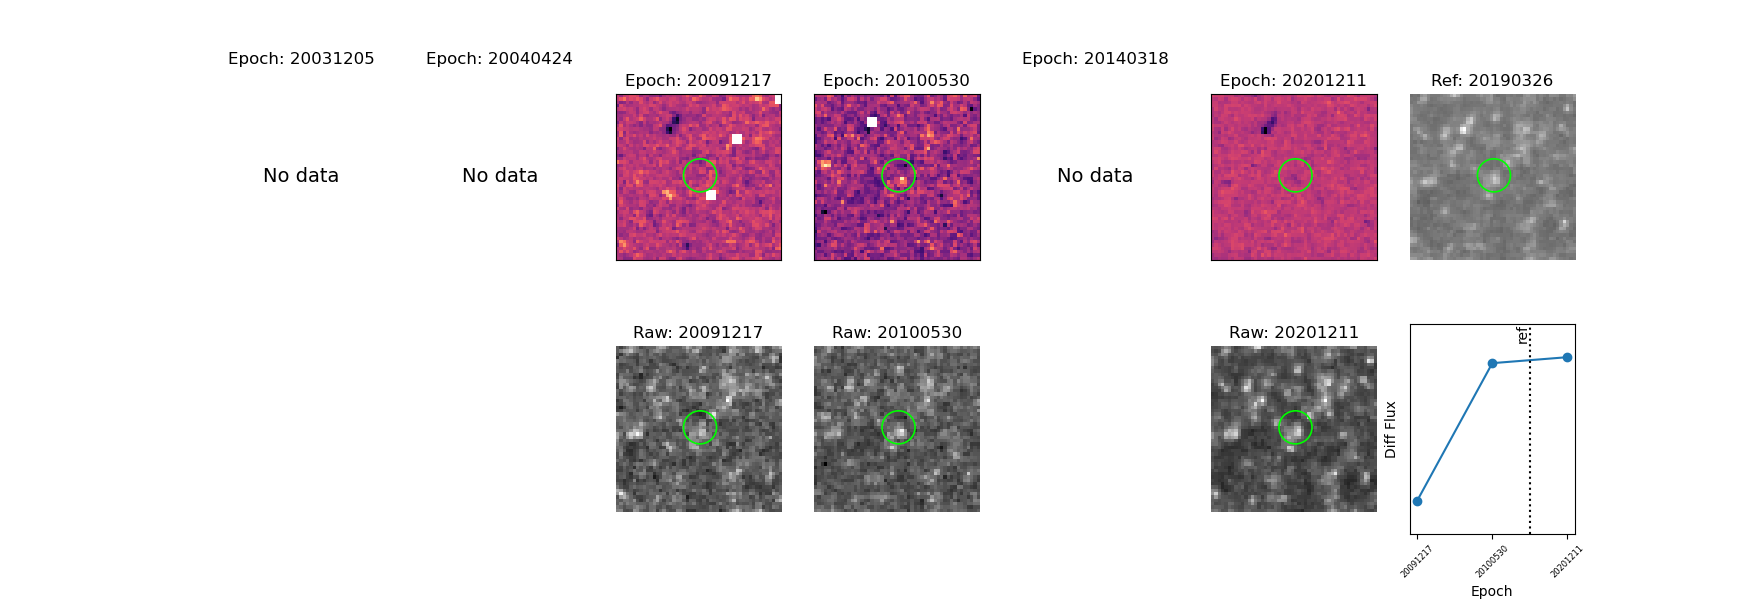 Epoch: 20031205
Epoch: 20040424
Epoch: 20140318
Epoch: 20091217
Epoch: 20100530
Epoch: 20201211
Ref: 20190326
No data
No data
No data
Raw: 20091217
Raw: 20100530
Raw: 20201211
ref
Diff Flux
20091217
20100530
20201211
Epoch